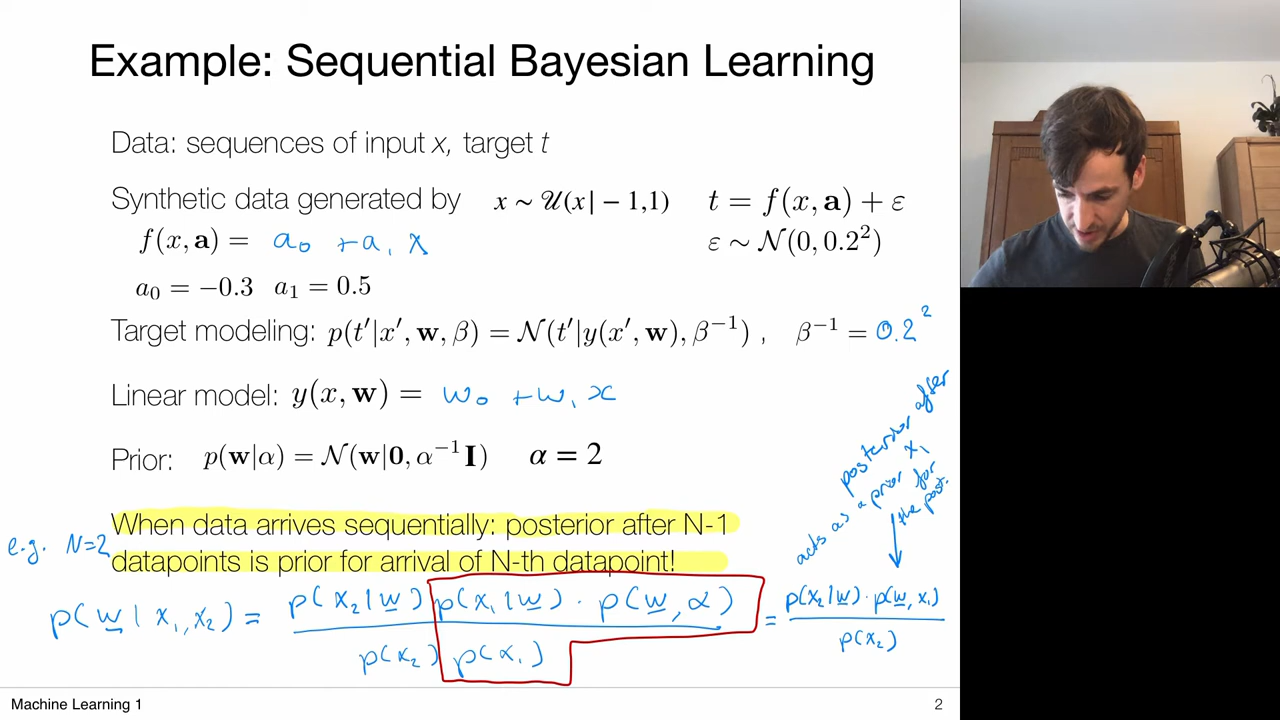 Example: Sequential Bayesian Learning
Data: sequences of input x, target t
Synthetic data generated by x ∼ 𝒰(x| − 1,1) t = f(x, a) + ε
f(x, a) = a₀ + a₁ x ε ∼ 𝒩(0, 0.2²)
a₀ = −0.3 a₁ = 0.5
Target modeling: p(t′|x′, w, β) = 𝒩(t′|y(x′, w), β⁻¹) , β⁻¹ = 0.2²
Linear model: y(x, w) = w₀ + w₁ x
Prior: p(w|α) = 𝒩(w|0, α⁻¹I) α = 2
posterior after
x₁
acts as a prior for
the post.
When data arrives sequentially: posterior after N-1
e.g. N=2 datapoints is prior for arrival of N-th datapoint!
p(w | x₁, x₂) = p(x₂|w) p(x₁|w) · p(w, α) = p(x₂|w) · p(w, x₁)
p(x₂) p(x₁) p(x₂)
Machine Learning 1 2